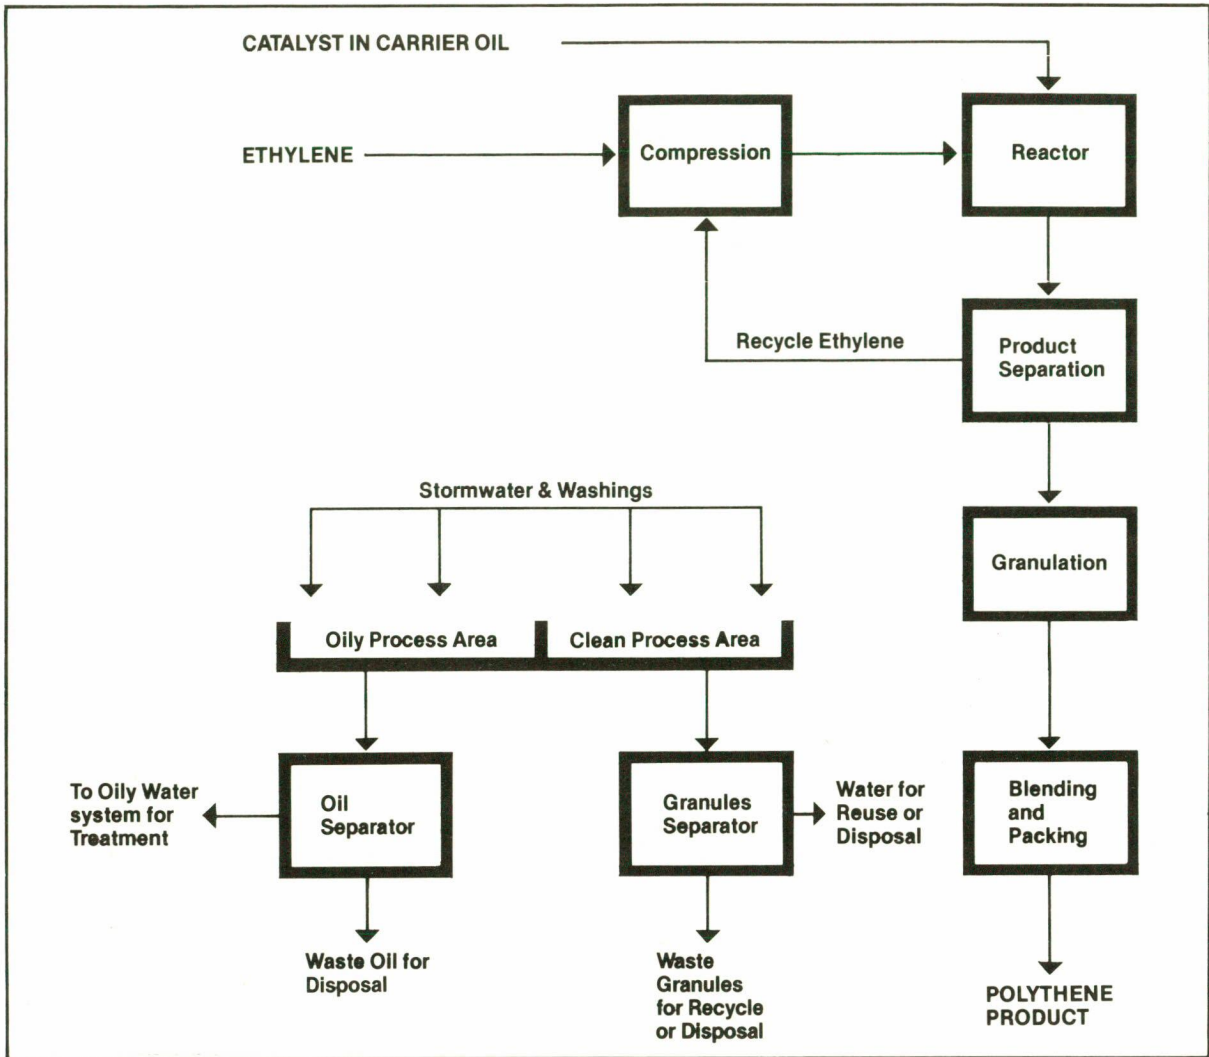 CATALYST IN CARRIER OIL
ETHYLENE
Compression
Reactor
Recycle Ethylene
Product
Separation
Stormwater & Washings
Granulation
Oily Process Area
Clean Process Area
To Oily Water
system for
Treatment
Oil
Separator
Granules
Separator
Water for
Reuse or
Disposal
Blending
and
Packing
Waste Oil for
Disposal
Waste
Granules
for Recycle
or Disposal
POLYTHENE
PRODUCT